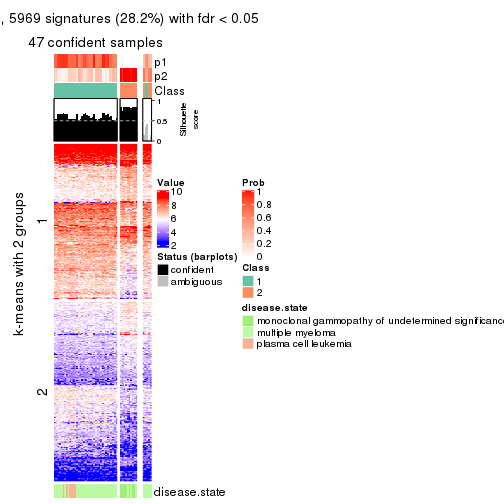 , 5969 signatures (28.2%) with fdr < 0.05
47 confident samples
p1
p2
Class
1
0.5
0
Silhouette
score
k-means with 2 groups
1
2
Value
10
8
6
4
2
Status (barplots)
confident
ambiguous
Prob
1
0.8
0.6
0.4
0.2
0
Class
1
2
disease.state
monoclonal gammopathy of undetermined significance
multiple myeloma
plasma cell leukemia
disease.state